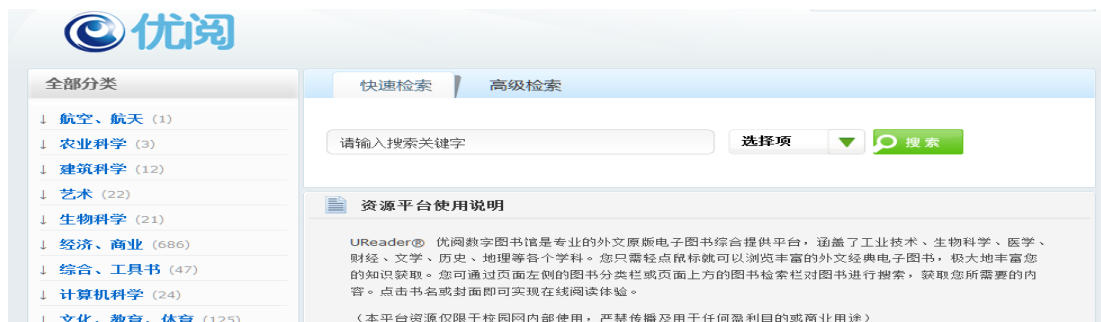 优阅
全部分类
快速检索
高级检索
↓ 航空、航天 (1)
↓ 农业科学 (3)
↓ 建筑科学 (12)
↓ 艺术 (22)
↓ 生物科学 (21)
↓ 经济、商业 (686)
↓ 综合、工具书 (47)
↓ 计算机科学 (24)
↓ 文化、教育、体育 (125)
请输入搜索关键字
选择项
搜索
资源平台使用说明
UReader® 优阅数字图书馆是专业的外文原版电子图书综合提供平台，涵盖了工业技术、生物科学、医学、
财经、文学、历史、地理等各个学科。您只需轻点鼠标就可以浏览丰富的外文经典电子图书，极大地丰富您
的知识获取。您可通过页面左侧的图书分类栏或页面上方的图书检索栏对图书进行搜索，获取您所需要的内
容。点击书名或封面即可实现在线阅读体验。
（本平台资源仅限于校园网内部使用，严禁传播及用于任何盈利目的或商业用途）